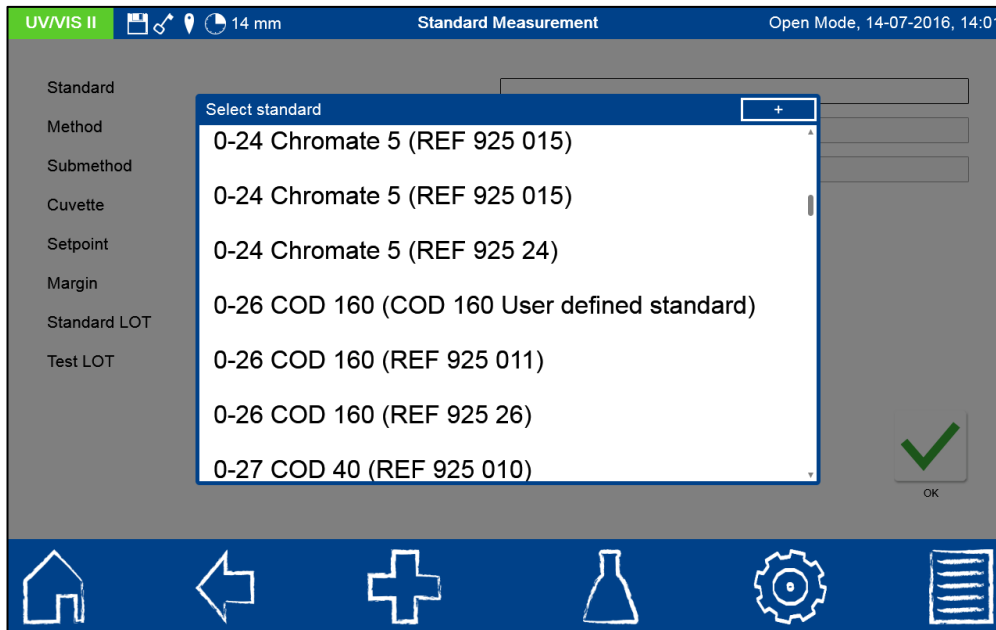 UV/VIS II 14 mm Standard Measurement Open Mode, 14-07-2016, 14:01
Standard
Select standard +
Method
0-24 Chromate 5 (REF 925 015)
Submethod
0-24 Chromate 5 (REF 925 015)
Cuvette
Setpoint
0-24 Chromate 5 (REF 925 24)
Margin
0-26 COD 160 (COD 160 User defined standard)
Standard LOT
Test LOT
0-26 COD 160 (REF 925 011)
0-26 COD 160 (REF 925 26)
0-27 COD 40 (REF 925 010)
OK